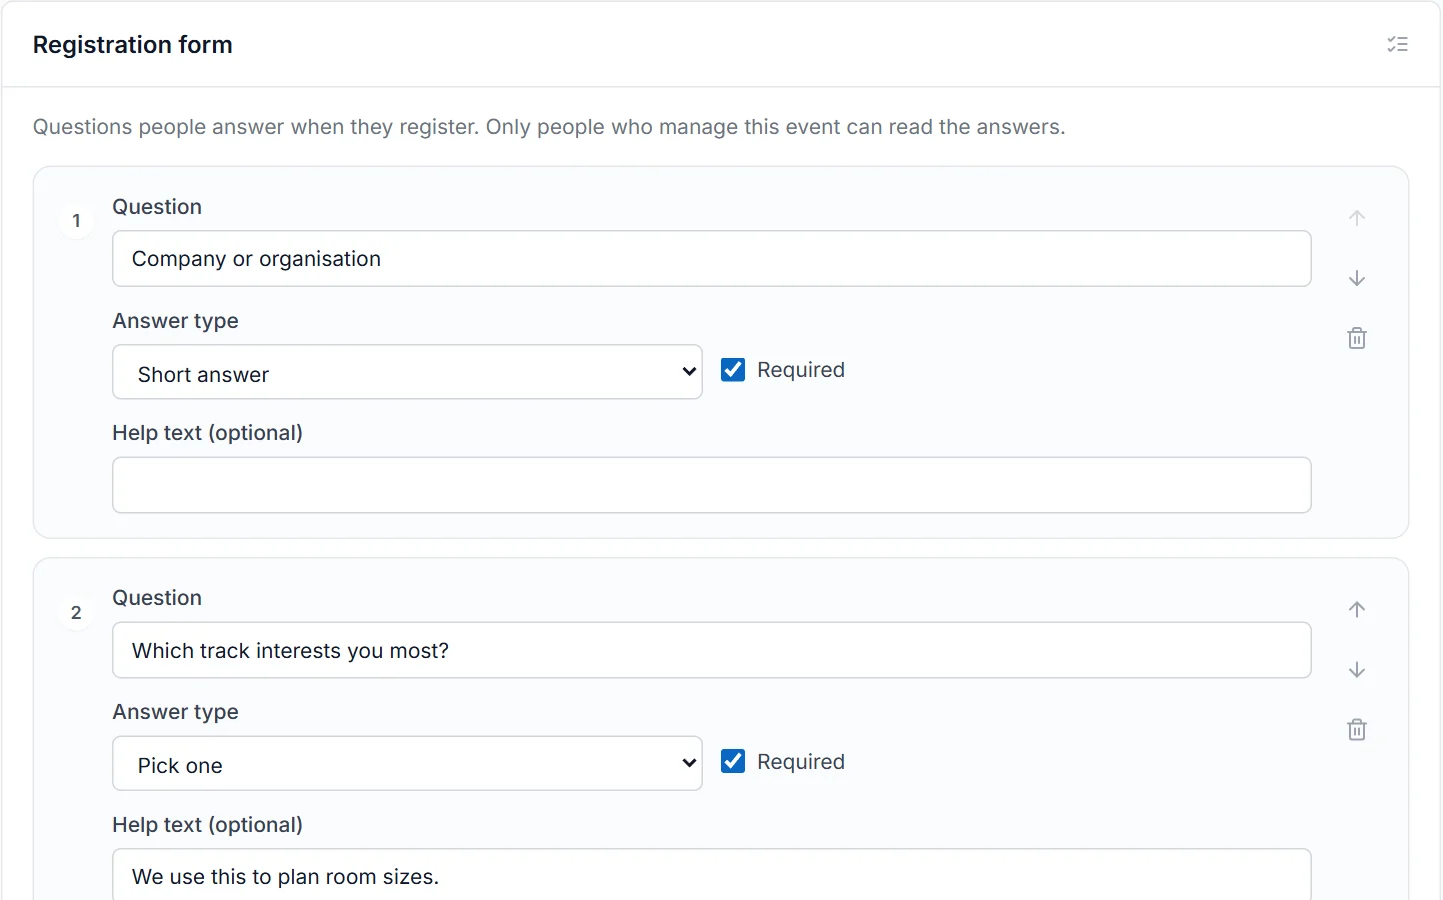 Registration form
Questions people answer when they register. Only people who manage this event can read the answers.
1
Question
Company or organisation
Answer type
Short answer
Required
Help text (optional)
2
Question
Which track interests you most?
Answer type
Pick one
Required
Help text (optional)
We use this to plan room sizes.